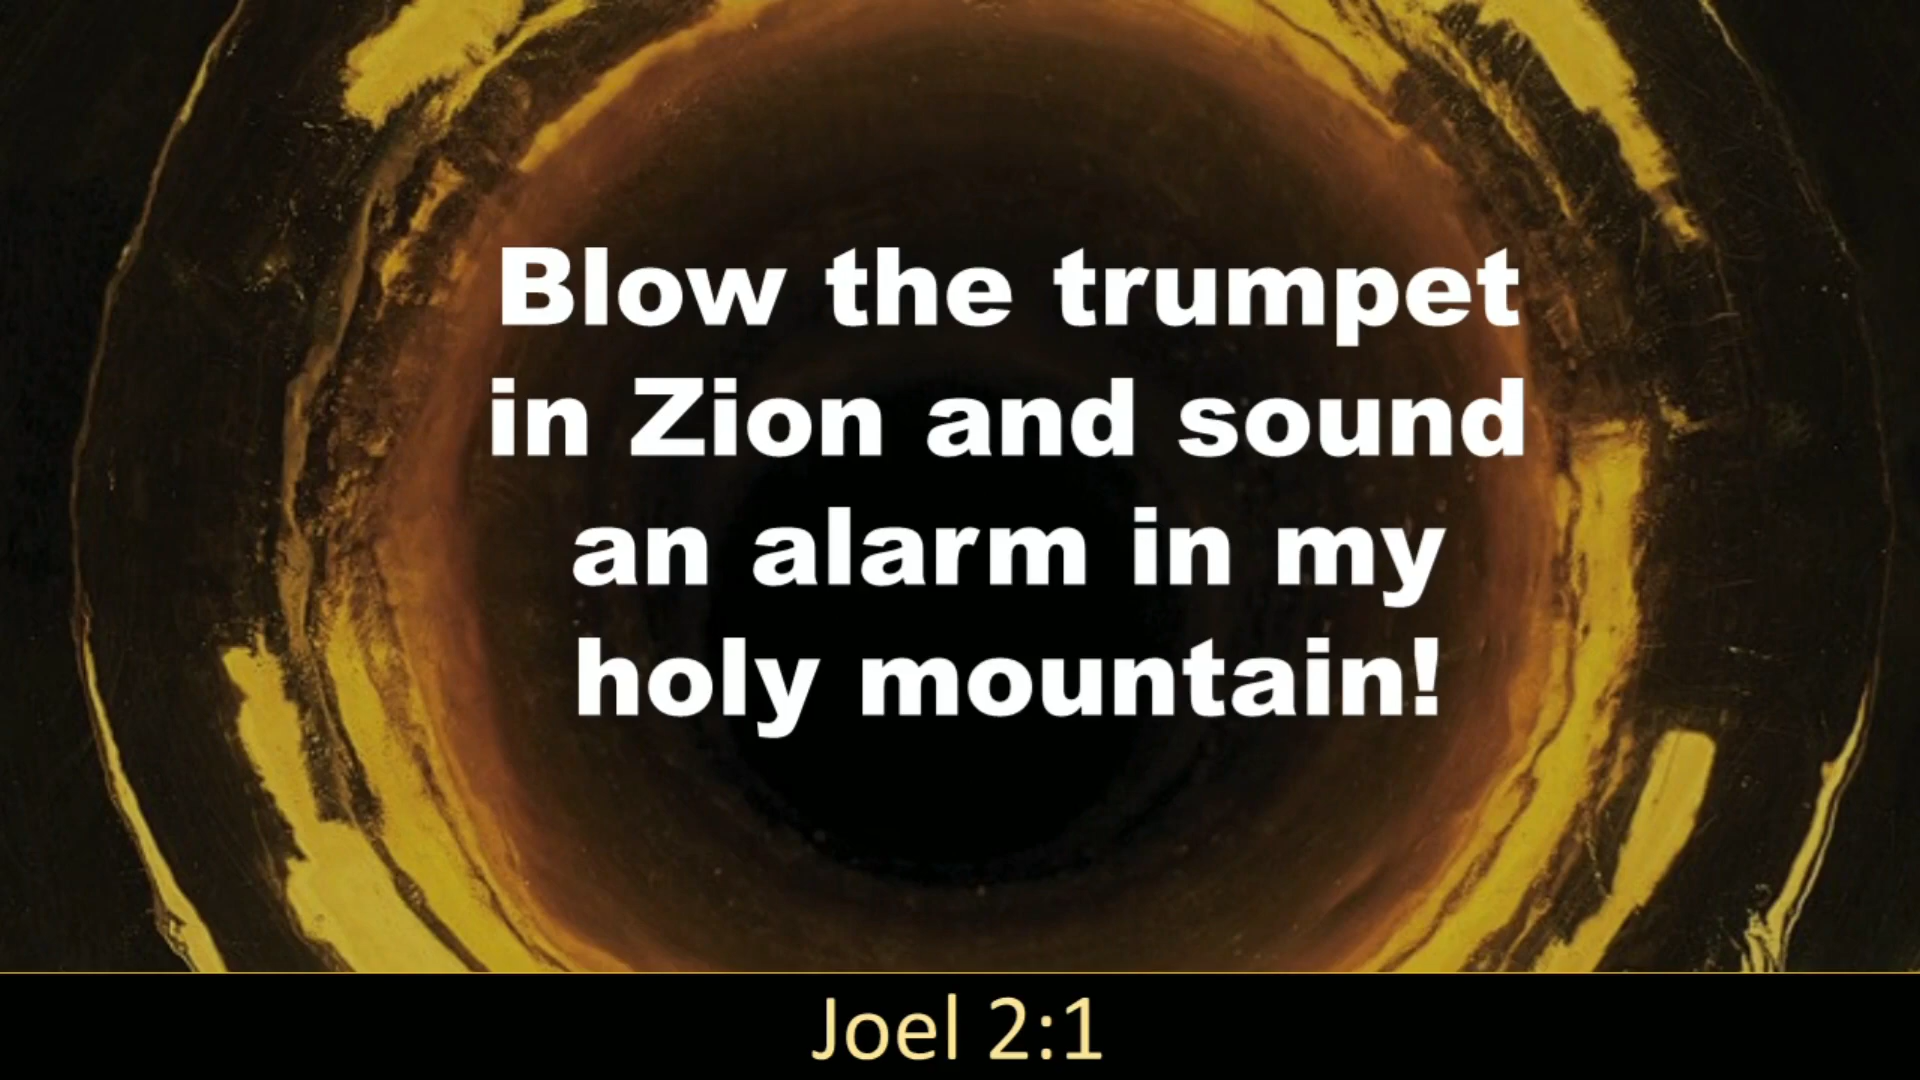 Blow the trumpet
in Zion and sound
an alarm in my
holy mountain!
Joel 2:1